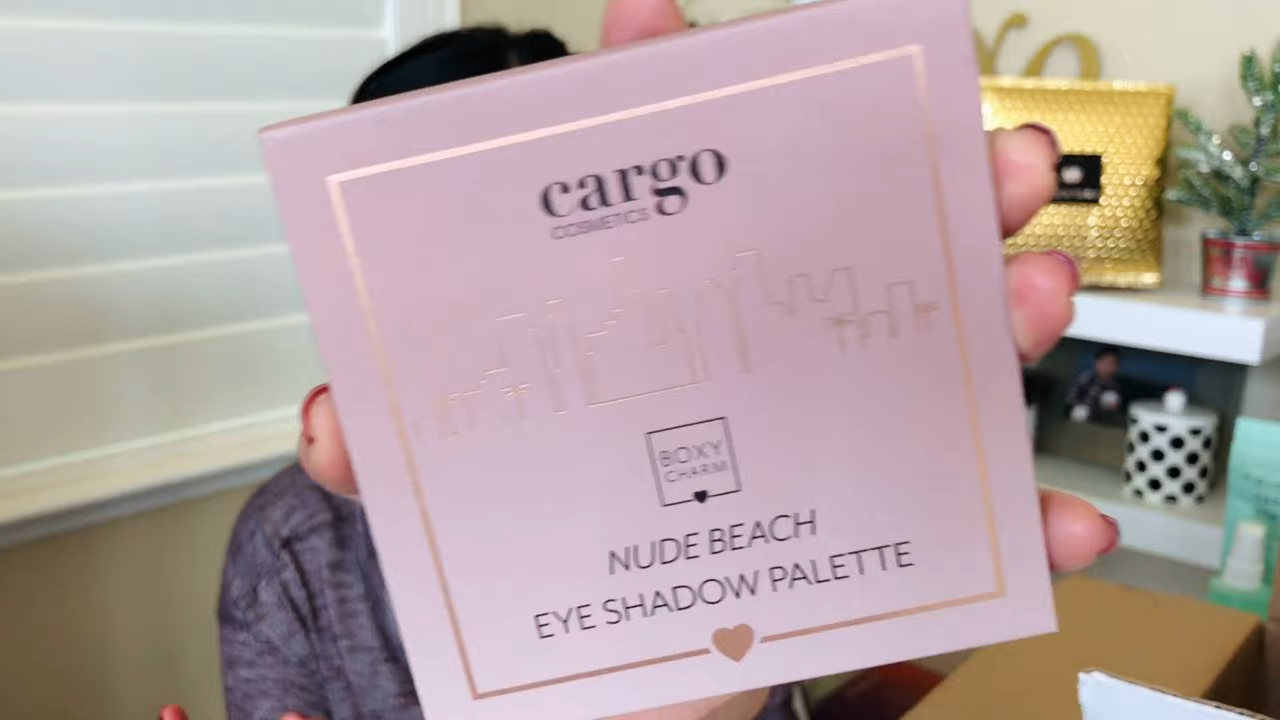 cargo
COSMETICS
BOXY
CHARM
NUDE BEACH
EYE SHADOW PALETTE